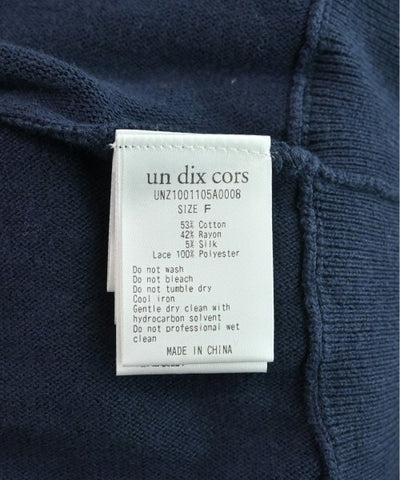 un dix cors
UNZ1001105A0008
SIZE F
53% Cotton
42% Rayon
5% Silk
Lace 100% Polyester
Do not wash
Do not bleach
Do not tumble dry
Cool iron
Gentle dry clean with
hydrocarbon solvent
Do not professional wet
clean
MADE IN CHINA